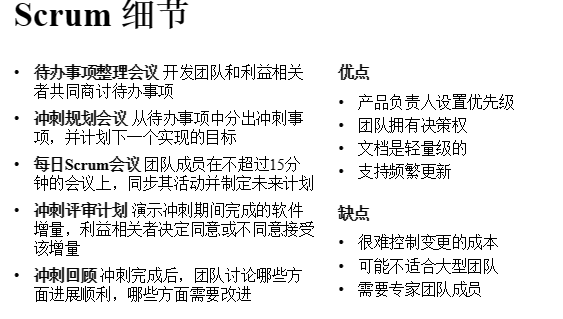 Scrum 细节
• 待办事项整理会议 开发团队和利益相关
者共同商讨待办事项
• 冲刺规划会议 从待办事项中分出冲刺事
项，并计划下一个实现的目标
• 每日Scrum会议 团队成员在不超过15分
钟的会议上，同步其活动并制定未来计划
• 冲刺评审计划 演示冲刺期间完成的软件
增量，利益相关者决定同意或不同意接受
该增量
• 冲刺回顾 冲刺完成后，团队讨论哪些方
面进展顺利，哪些方面需要改进
优点
• 产品负责人设置优先级
• 团队拥有决策权
• 文档是轻量级的
• 支持频繁更新
缺点
• 很难控制变更的成本
• 可能不适合大型团队
• 需要专家团队成员